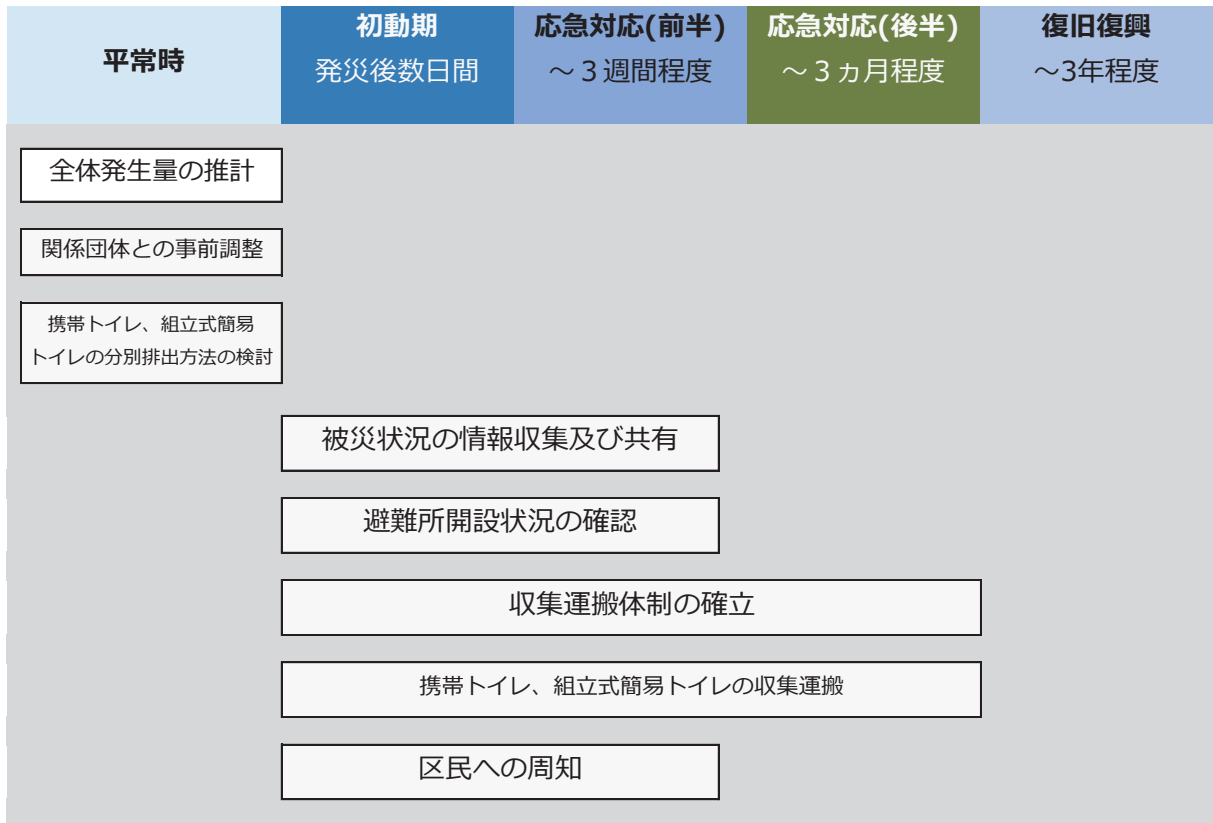 平常時
初動期
発災後数日間
応急対応(前半)
～３週間程度
応急対応(後半)
～３ヵ月程度
復旧復興
～3年程度
全体発生量の推計
関係団体との事前調整
携帯トイレ、組立式簡易
トイレの分別排出方法の検討
被災状況の情報収集及び共有
避難所開設状況の確認
収集運搬体制の確立
携帯トイレ、組立式簡易トイレの収集運搬
区民への周知